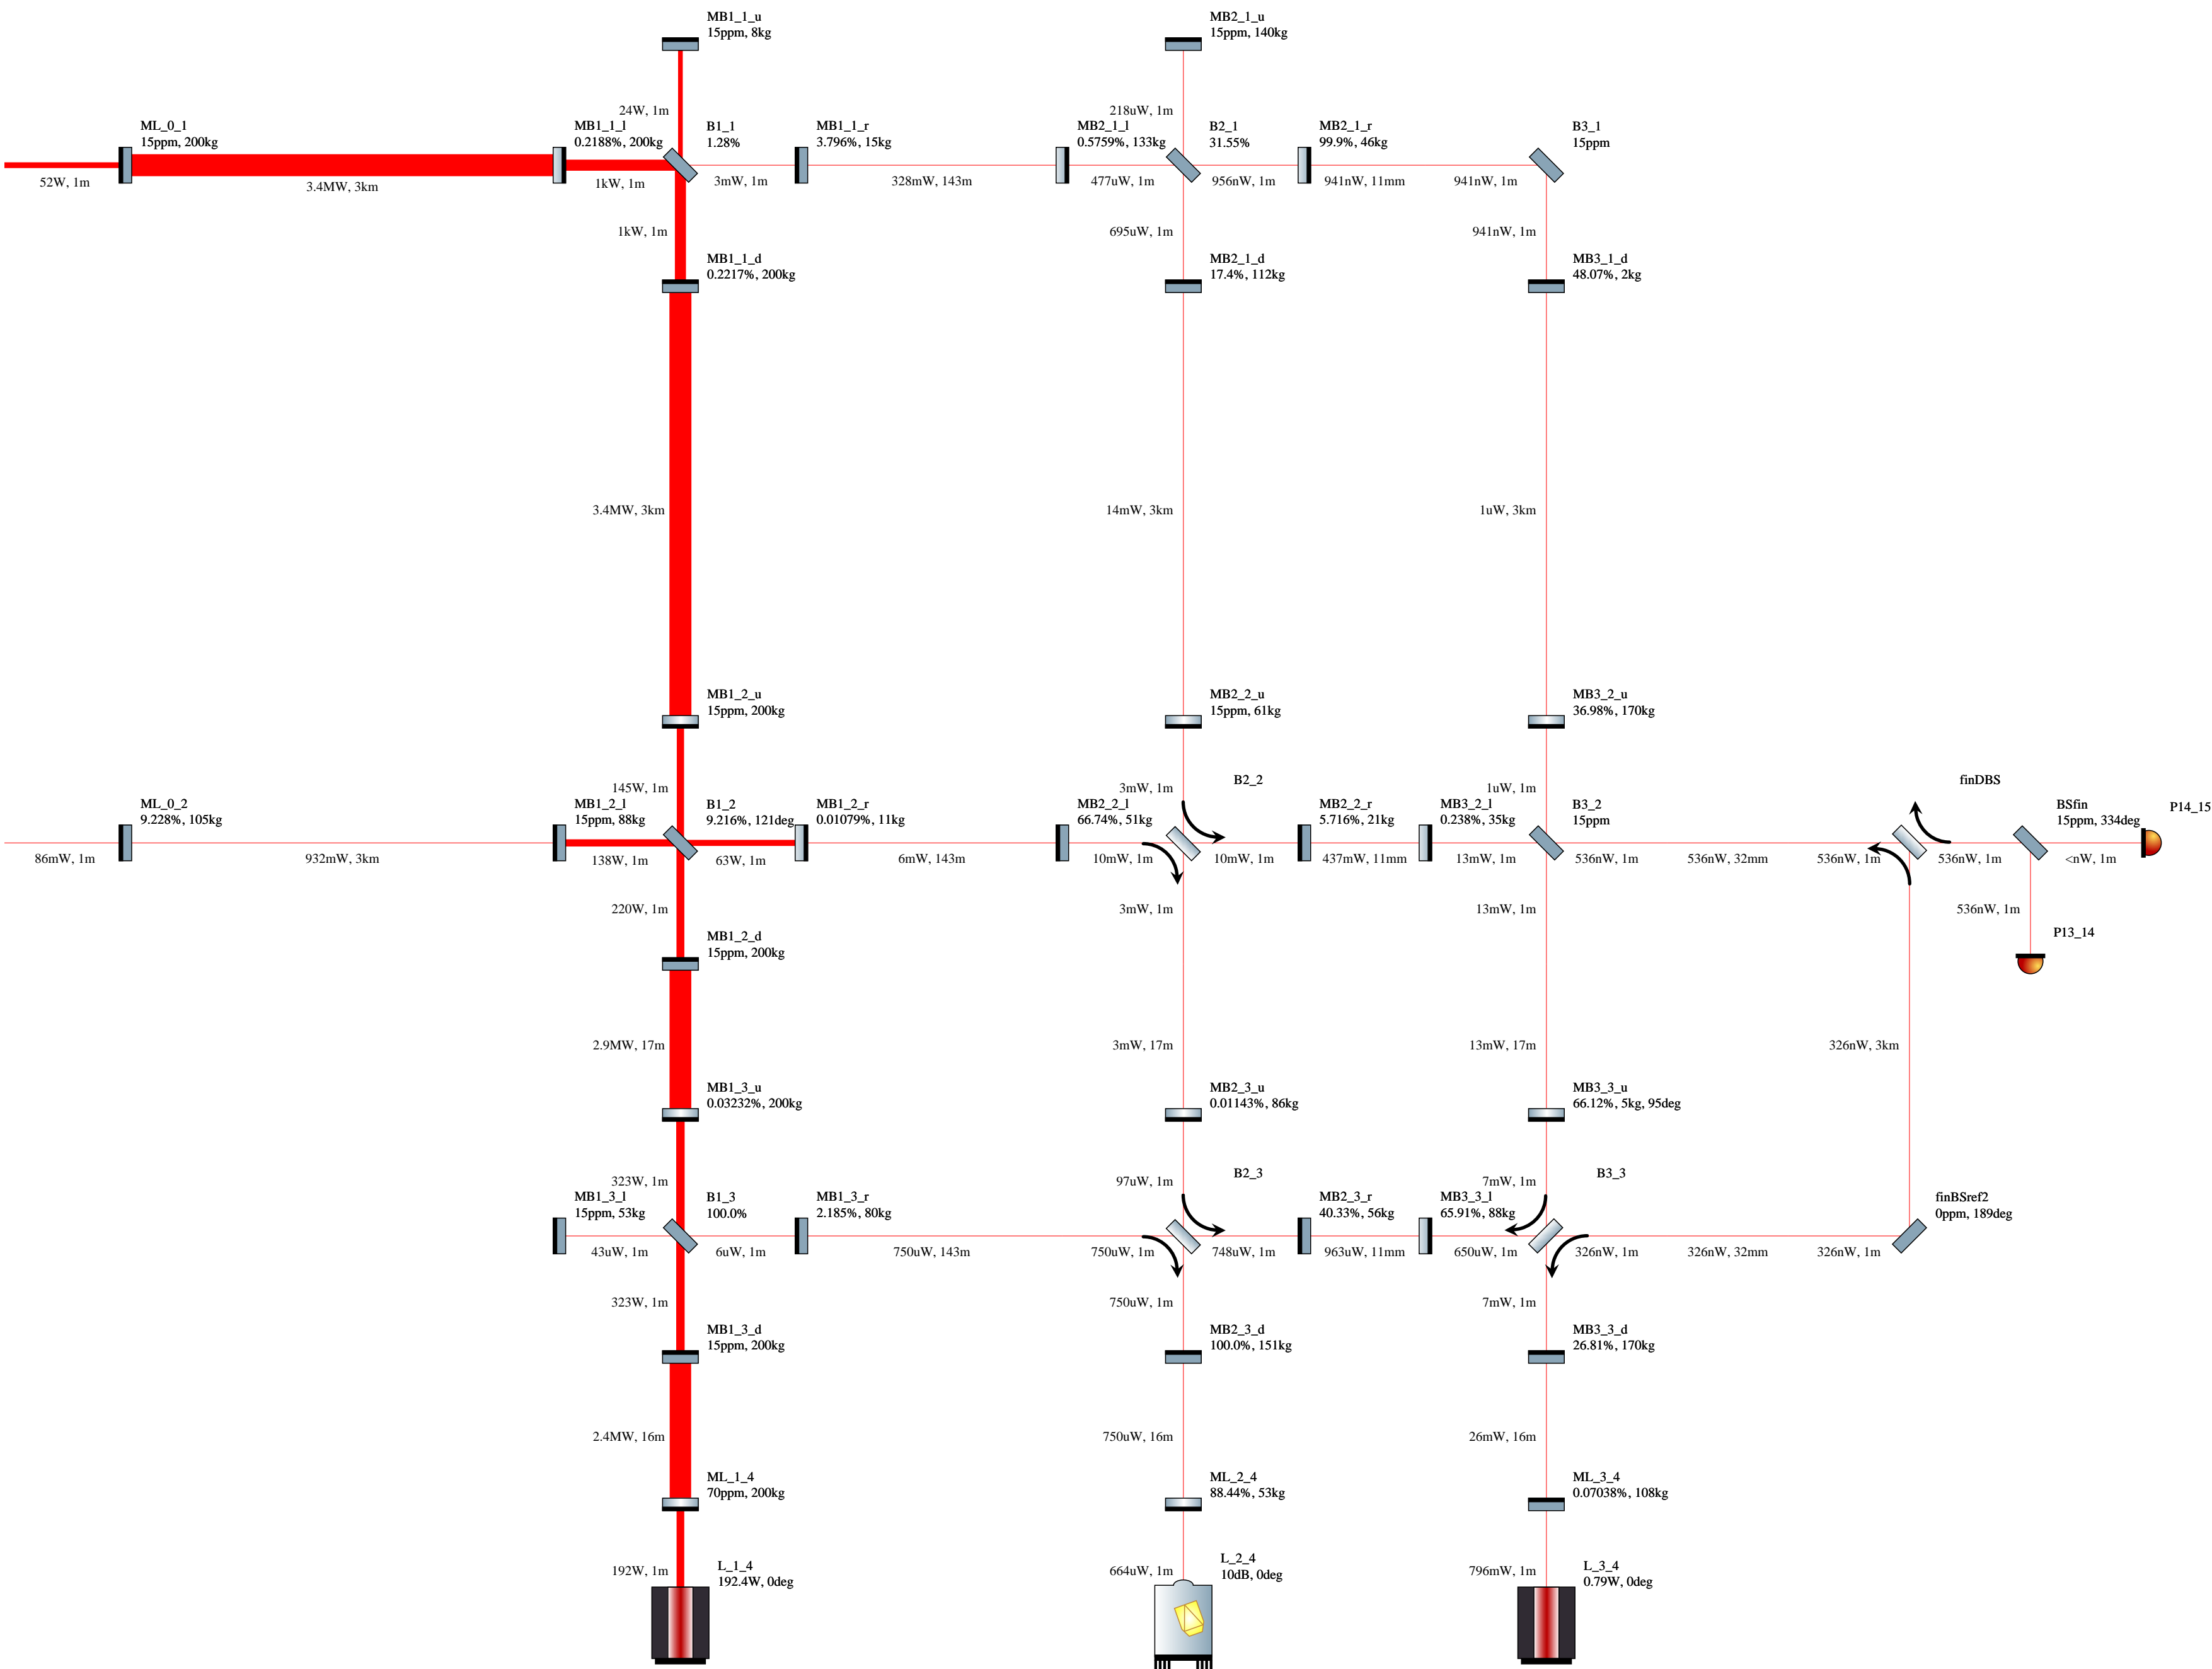 MB1_1_u
15ppm, 8kg
MB2_1_u
15ppm, 140kg
24W, 1m
218uW, 1m
ML_0_1
15ppm, 200kg
MB1_1_l
0.2188%, 200kg
B1_1
1.28%
MB1_1_r
3.796%, 15kg
MB2_1_l
0.5759%, 133kg
B2_1
31.55%
MB2_1_r
99.9%, 46kg
B3_1
15ppm
52W, 1m
3.4MW, 3km
1kW, 1m
3mW, 1m
328mW, 143m
477uW, 1m
956nW, 1m
941nW, 11mm
941nW, 1m
1kW, 1m
695uW, 1m
941nW, 1m
MB1_1_d
0.2217%, 200kg
MB2_1_d
17.4%, 112kg
MB3_1_d
48.07%, 2kg
3.4MW, 3km
14mW, 3km
1uW, 3km
MB1_2_u
15ppm, 200kg
MB2_2_u
15ppm, 61kg
MB3_2_u
36.98%, 170kg
145W, 1m
3mW, 1m
B2_2
1uW, 1m
finDBS
ML_0_2
9.228%, 105kg
MB1_2_l
15ppm, 88kg
B1_2
9.216%, 121deg
MB1_2_r
0.01079%, 11kg
MB2_2_l
66.74%, 51kg
MB2_2_r
5.716%, 21kg
MB3_2_l
0.238%, 35kg
B3_2
15ppm
BSfin
15ppm, 334deg
P14_15
86mW, 1m
932mW, 3km
138W, 1m
63W, 1m
6mW, 143m
10mW, 1m
10mW, 1m
437mW, 11mm
13mW, 1m
536nW, 1m
536nW, 32mm
536nW, 1m
536nW, 1m
<nW, 1m
220W, 1m
3mW, 1m
13mW, 1m
536nW, 1m
P13_14
MB1_2_d
15ppm, 200kg
2.9MW, 17m
3mW, 17m
13mW, 17m
326nW, 3km
MB1_3_u
0.03232%, 200kg
MB2_3_u
0.01143%, 86kg
MB3_3_u
66.12%, 5kg, 95deg
323W, 1m
97uW, 1m
B2_3
7mW, 1m
B3_3
MB1_3_l
15ppm, 53kg
B1_3
100.0%
MB1_3_r
2.185%, 80kg
MB2_3_r
40.33%, 56kg
MB3_3_l
65.91%, 88kg
finBSref2
0ppm, 189deg
43uW, 1m
6uW, 1m
750uW, 143m
750uW, 1m
748uW, 1m
963uW, 11mm
650uW, 1m
326nW, 1m
326nW, 32mm
326nW, 1m
323W, 1m
750uW, 1m
7mW, 1m
MB1_3_d
15ppm, 200kg
MB2_3_d
100.0%, 151kg
MB3_3_d
26.81%, 170kg
2.4MW, 16m
750uW, 16m
26mW, 16m
ML_1_4
70ppm, 200kg
ML_2_4
88.44%, 53kg
ML_3_4
0.07038%, 108kg
192W, 1m
L_1_4
192.4W, 0deg
664uW, 1m
L_2_4
10dB, 0deg
796mW, 1m
L_3_4
0.79W, 0deg